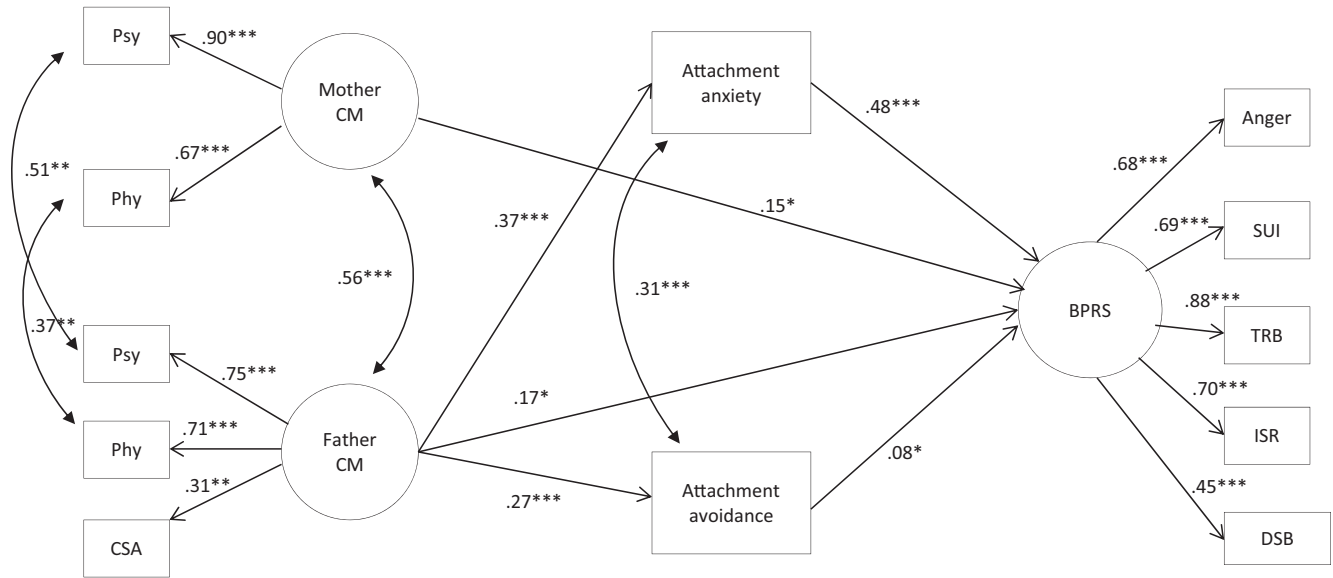 Psy
.90***
Mother
CM
.67***
Phy
.51**
.37**
.56***
Psy
.75***
Phy
.71***
Father
CM
.31**
CSA
Attachment
anxiety
.48***
.37***
.15*
.31***
.17*
.27***
Attachment
avoidance
.08*
BPRS
.68***
Anger
.69***
SUI
.88***
TRB
.70***
ISR
.45***
DSB